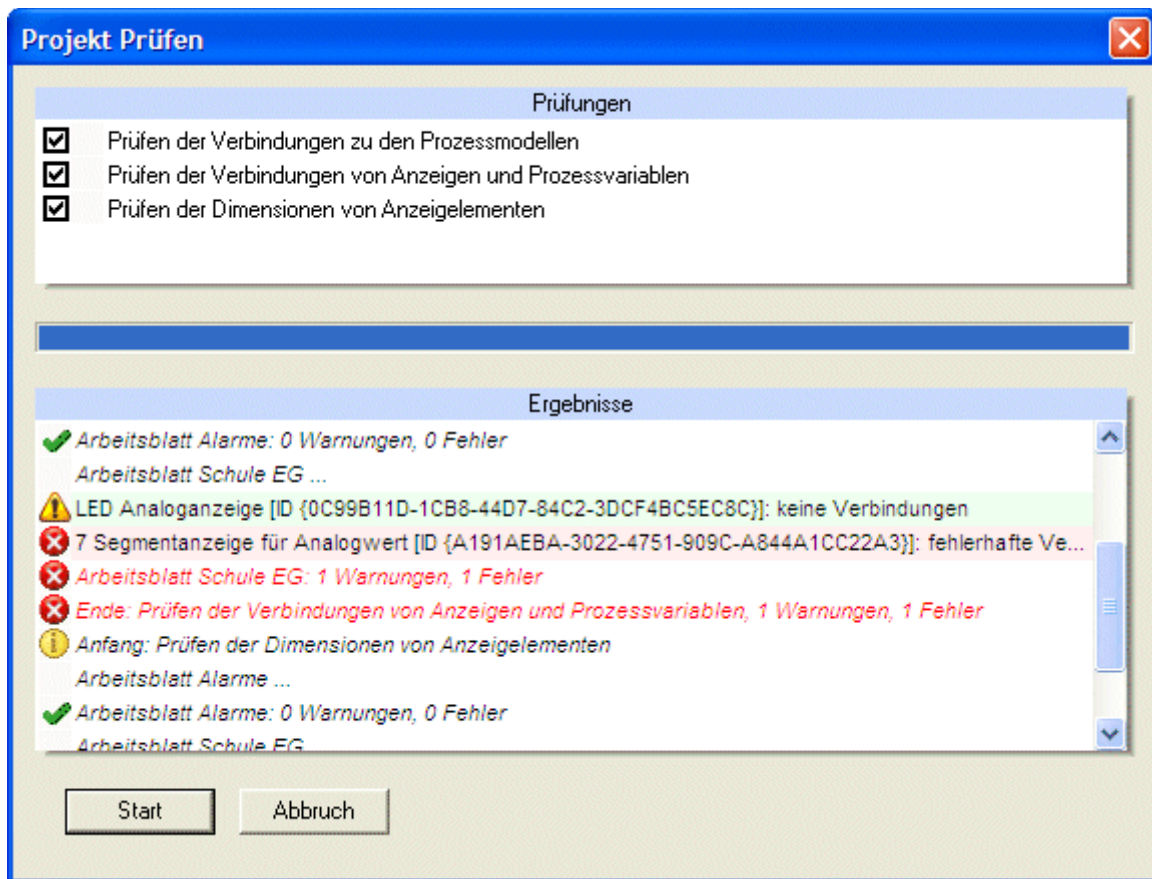 Projekt Prüfen
Prüfungen
Prüfen der Verbindungen zu den Prozessmodellen
Prüfen der Verbindungen von Anzeigen und Prozessvariablen
Prüfen der Dimensionen von Anzeigelementen
Ergebnisse
Arbeitsblatt Alarme: 0 Warnungen, 0 Fehler
Arbeitsblatt Schule EG ...
LED Analoganzeige [ID {0C99B11D-1CB8-44D7-84C2-3DCF4BC5EC8C}]: keine Verbindungen
7 Segmentanzeige für Analogwert [ID {A191AEBA-3022-4751-909C-A844A1CC22A3}]: fehlerhafte Ve...
Arbeitsblatt Schule EG: 1 Warnungen, 1 Fehler
Ende: Prüfen der Verbindungen von Anzeigen und Prozessvariablen, 1 Warnungen, 1 Fehler
Anfang: Prüfen der Dimensionen von Anzeigelementen
Arbeitsblatt Alarme ...
Arbeitsblatt Alarme: 0 Warnungen, 0 Fehler
Arbeitsblatt Schule EG
Start
Abbruch